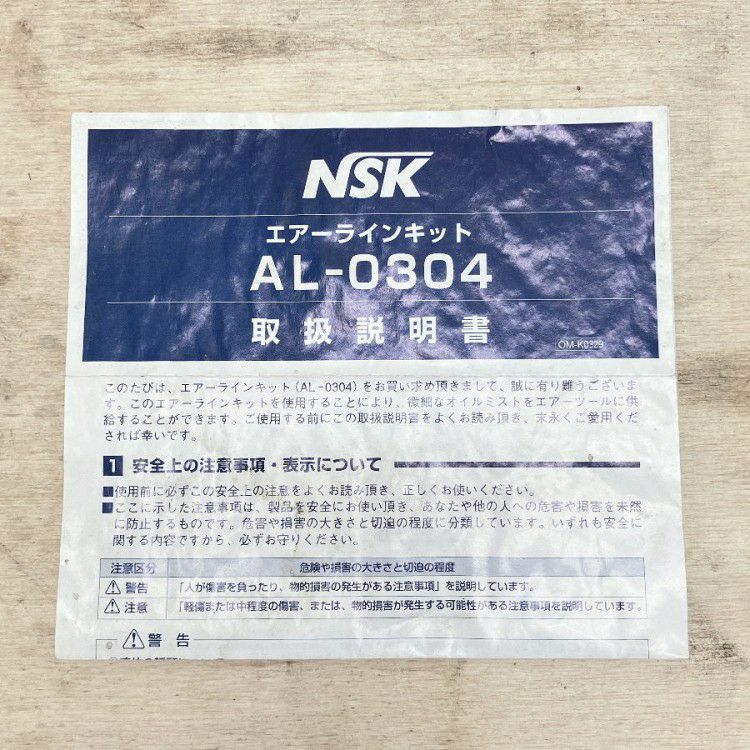 NSK
エアーラインキット
AL-0304
取扱説明書
OM-K0329
このたびは、エアーラインキット(AL-0304)をお買い求め頂きまして、誠に有り難うございま
す。このエアーラインキットを使用することにより、微細なオイルミストをエアーツールに供
給することができます。ご使用する前にこの取扱説明書をよくお読み頂き、末永くご愛用くだ
されば幸いです。
1 安全上の注意事項・表示について
■使用前に必ずこの安全上の注意をよくお読み頂き、正しくお使いください。
■ここに示した注意事項は、製品を安全にお使い頂き、あなたや他の人への危害や損害を未然
に防止するものです。危害や損害の大きさと切迫の程度に分類しています。いずれも安全に
関する内容ですから、必ずお守りください。
注意区分 危険や損害の大きさと切迫の程度
警告 「人が傷害を負ったり、物的損害の発生がある注意事項」を説明しています。
注意 「軽傷または中程度の傷害、または、物的損害が発生する可能性がある注意事項を説明しています。
警告